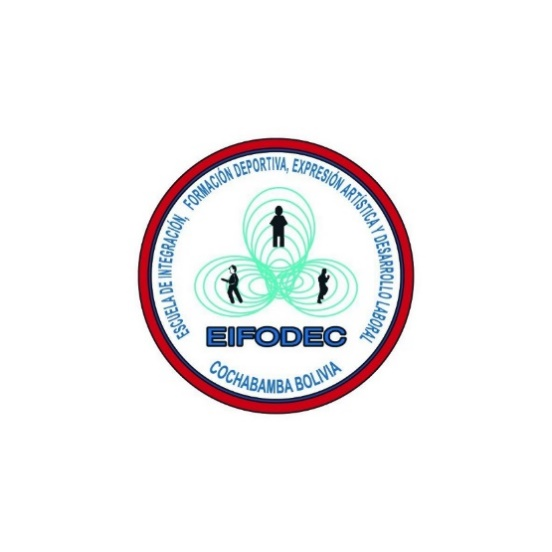 ESCUELA DE INTEGRACIÓN, FORMACIÓN DEPORTIVA, EXPRESIÓN ARTÍSTICA Y DESARROLLO LABORAL
EIFODEC
COCHABAMBA BOLIVIA